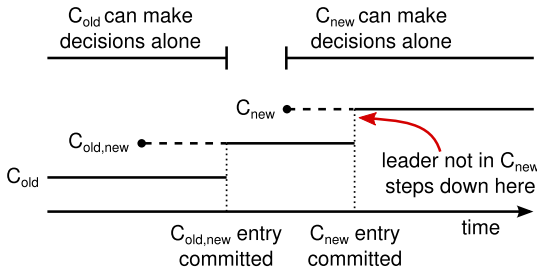 C_old can make
decisions alone
C_new can make
decisions alone
C_new
C_old,new
C_old
leader not in C_new
steps down here
time
C_old,new entry
committed
C_new entry
committed